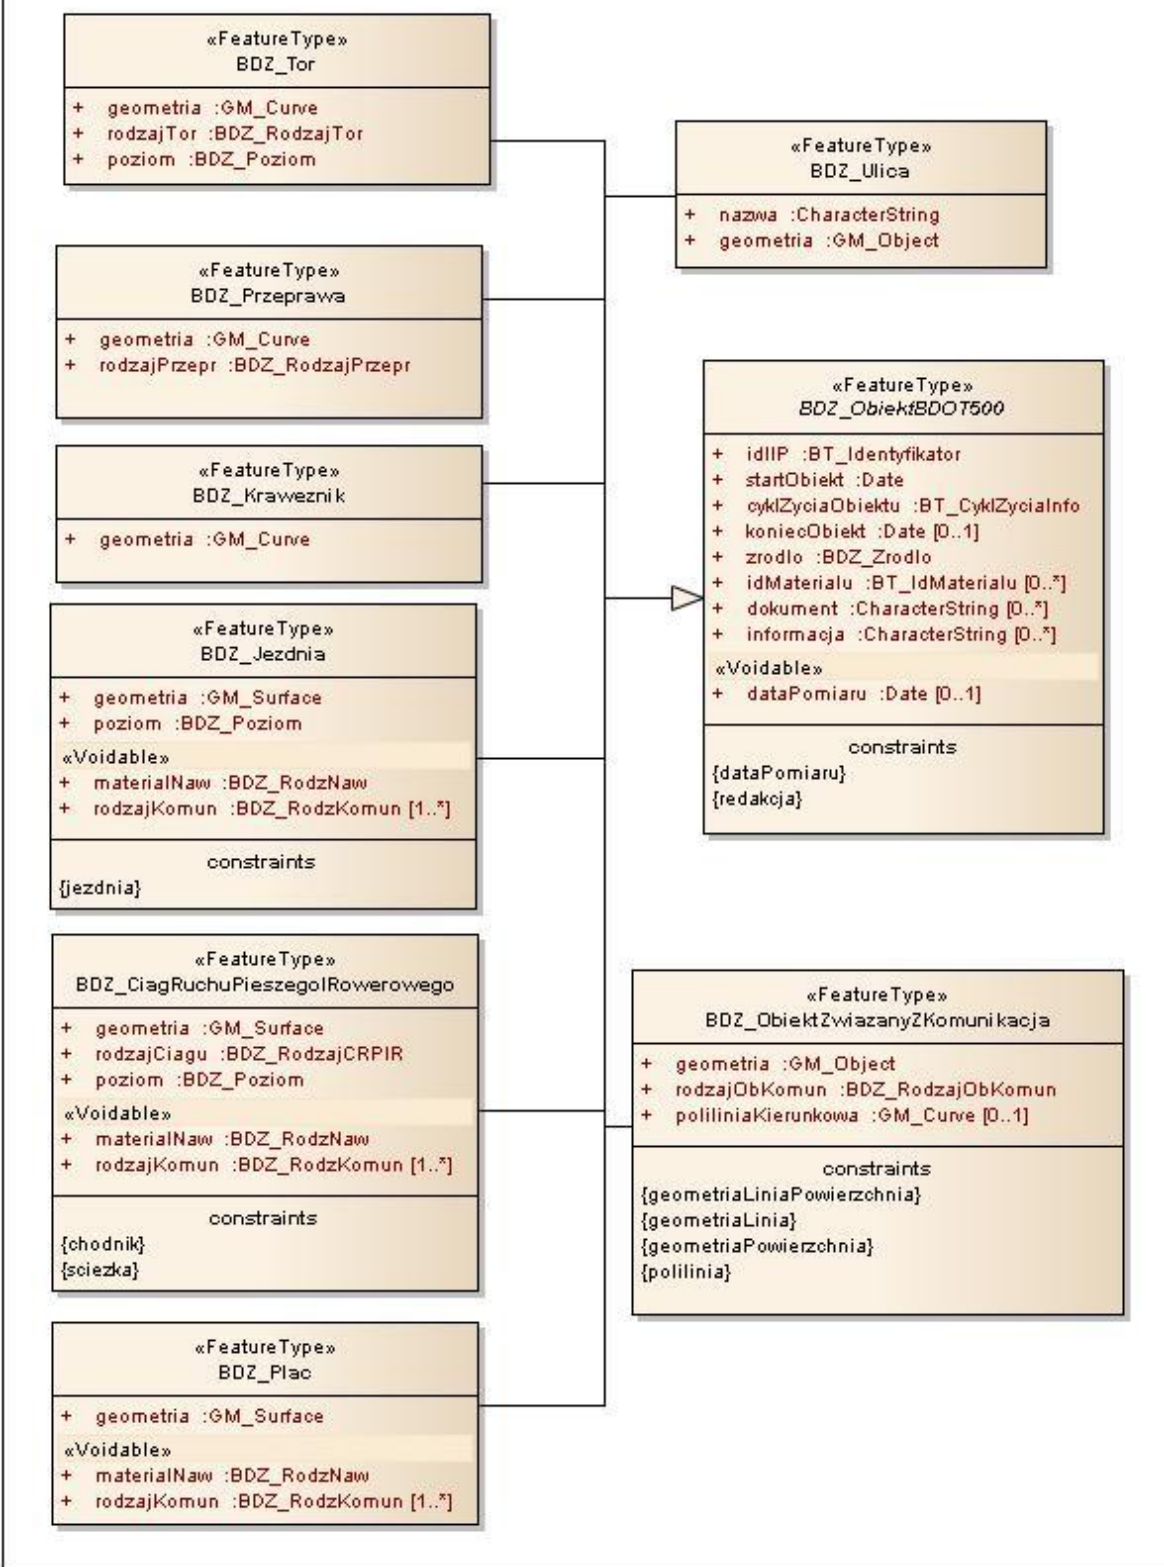 «FeatureType»
BDZ_Tor
+ geometria :GM_Curve
+ rodzajTor :BDZ_RodzajTor
+ poziom :BDZ_Poziom
«FeatureType»
BDZ_Ulica
+ nazwa :CharacterString
+ geometria :GM_Object
«FeatureType»
BDZ_Przeprawa
+ geometria :GM_Curve
+ rodzajPrzepr :BDZ_RodzajPrzepr
«FeatureType»
BDZ_ObiektBDOT500
+ idIIP :BT_Identyfikator
+ startObiekt :Date
+ cyklZyciaObiektu :BT_CyklZyciaInfo
+ koniecObiekt :Date [0..1]
+ zrodlo :BDZ_Zrodlo
+ idMaterialu :BT_IdMaterialu [0..*]
+ dokument :CharacterString [0..*]
+ informacja :CharacterString [0..*]
«Voidable»
+ dataPomiaru :Date [0..1]
constraints
{dataPomiaru}
{redakcja}
«FeatureType»
BDZ_Kraweznik
+ geometria :GM_Curve
«FeatureType»
BDZ_Jezdnia
+ geometria :GM_Surface
+ poziom :BDZ_Poziom
«Voidable»
+ materialNaw :BDZ_RodzNaw
+ rodzajKomun :BDZ_RodzKomun [1..*]
constraints
{jezdnia}
«FeatureType»
BDZ_CiagRuchuPieszegoIRowerowego
+ geometria :GM_Surface
+ rodzajCiagu :BDZ_RodzajCRPIR
+ poziom :BDZ_Poziom
«Voidable»
+ materialNaw :BDZ_RodzNaw
+ rodzajKomun :BDZ_RodzKomun [1..*]
constraints
{chodnik}
{sciezka}
«FeatureType»
BDZ_ObiektZwiazanyZKomunikacja
+ geometria :GM_Object
+ rodzajObKomun :BDZ_RodzajObKomun
+ poliliniaKierunkowa :GM_Curve [0..1]
constraints
{geometriaLiniaPowierzchnia}
{geometriaLinia}
{geometriaPowierzchnia}
{polilinia}
«FeatureType»
BDZ_Plac
+ geometria :GM_Surface
«Voidable»
+ materialNaw :BDZ_RodzNaw
+ rodzajKomun :BDZ_RodzKomun [1..*]